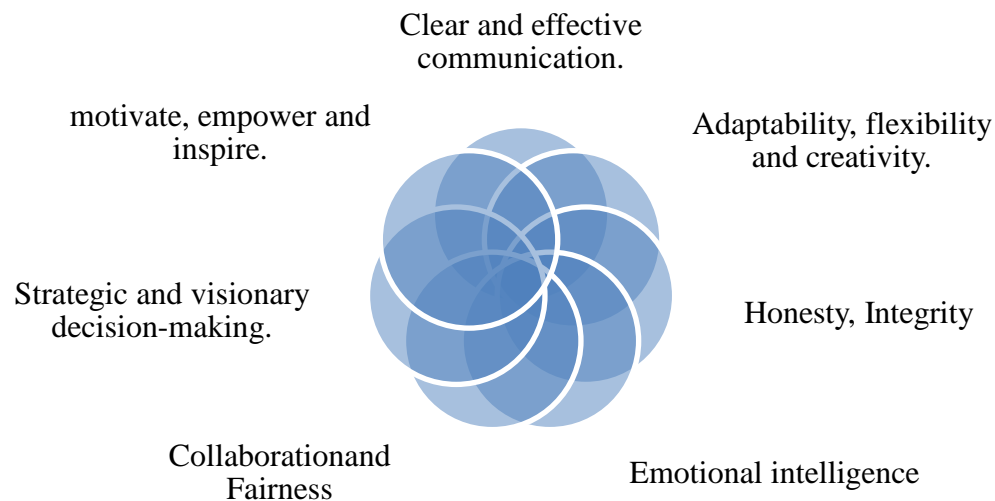 Clear and effective
communication.
Adaptability, flexibility
and creativity.
Honesty, Integrity
Emotional intelligence
Collaborationand
Fairness
Strategic and visionary
decision-making.
motivate, empower and
inspire.